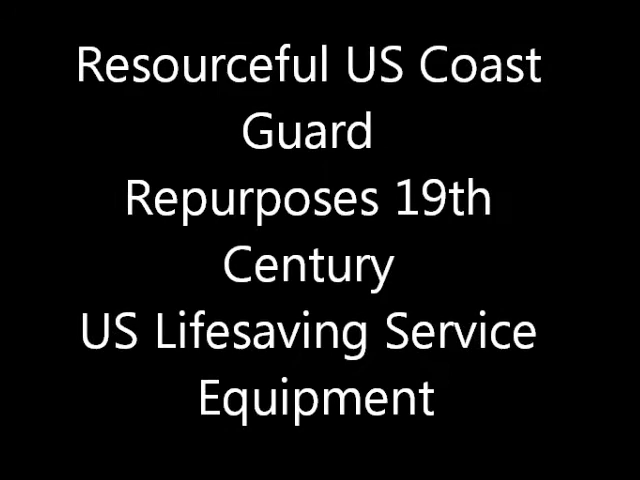 Resourceful US Coast
Guard
Repurposes 19th
Century
US Lifesaving Service
Equipment